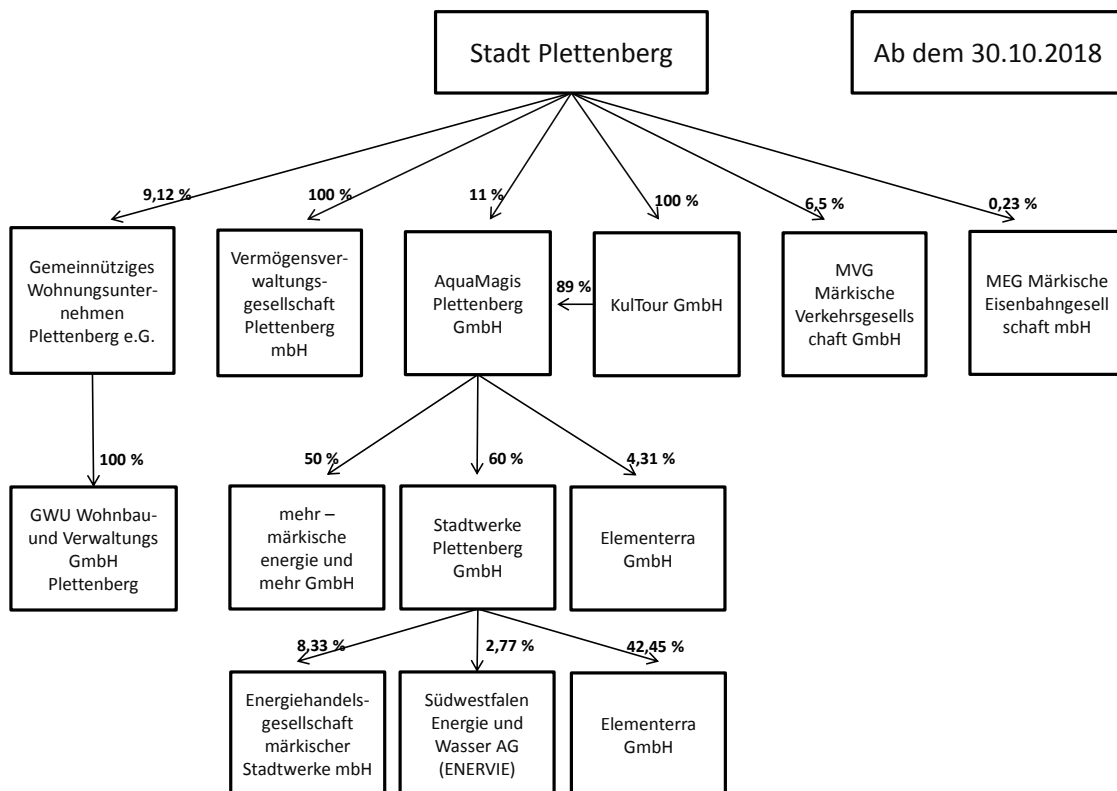 Stadt Plettenberg
Ab dem 30.10.2018
9,12 %
100 %
11 %
100 %
6,5 %
0,23 %
Gemeinnütziges
Wohnungsunter-
nehmen
Plettenberg e.G.
Vermögensver-
waltungs-
gesellschaft
Plettenberg
mbH
AquaMagis
Plettenberg
GmbH
89 %
KulTour GmbH
MVG
Märkische
Verkehrsgesells
chaft GmbH
MEG Märkische
Eisenbahngesell
schaft mbH
100 %
50 %
60 %
4,31 %
GWU Wohnbau-
und Verwaltungs
GmbH
Plettenberg
mehr –
märkische
energie und
mehr GmbH
Stadtwerke
Plettenberg
GmbH
Elementerra
GmbH
8,33 %
2,77 %
42,45 %
Energiehandels-
gesellschaft
märkischer
Stadtwerke mbH
Südwestfalen
Energie und
Wasser AG
(ENERVIE)
Elementerra
GmbH